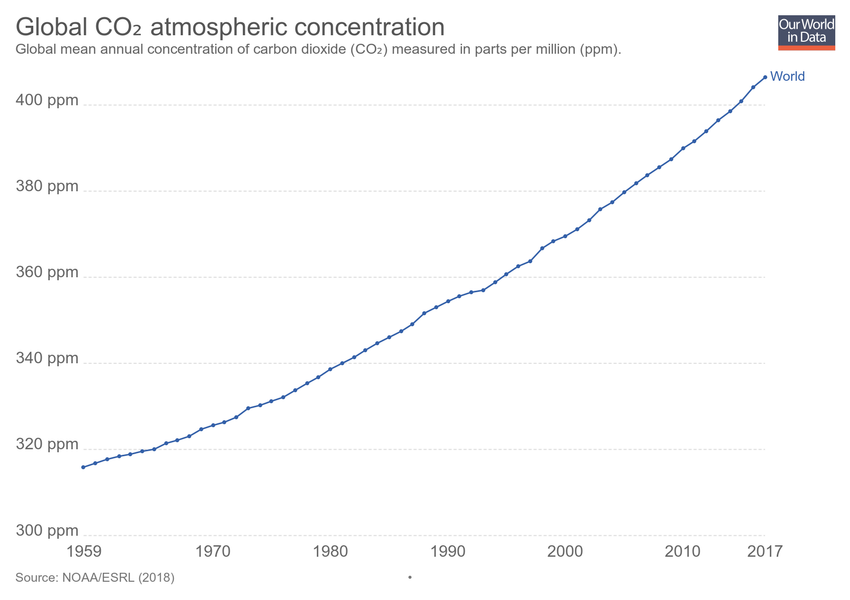 Global CO₂ atmospheric concentration
Global mean annual concentration of carbon dioxide (CO₂) measured in parts per million (ppm).
Our World
in Data
World
400 ppm
380 ppm
360 ppm
340 ppm
320 ppm
300 ppm
1959 1970 1980 1990 2000 2010 2017
Source: NOAA/ESRL (2018) •